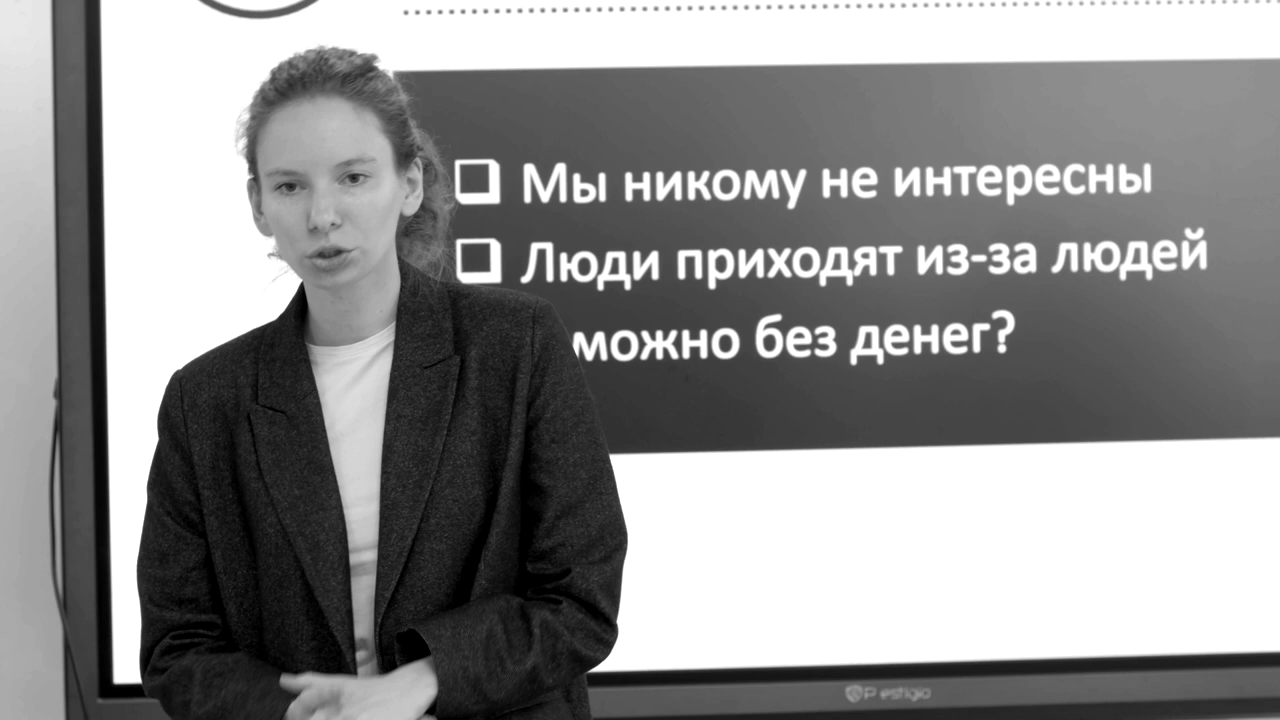 Мы никому не интересны
Люди приходят из-за людей
можно без денег?
Prestigio